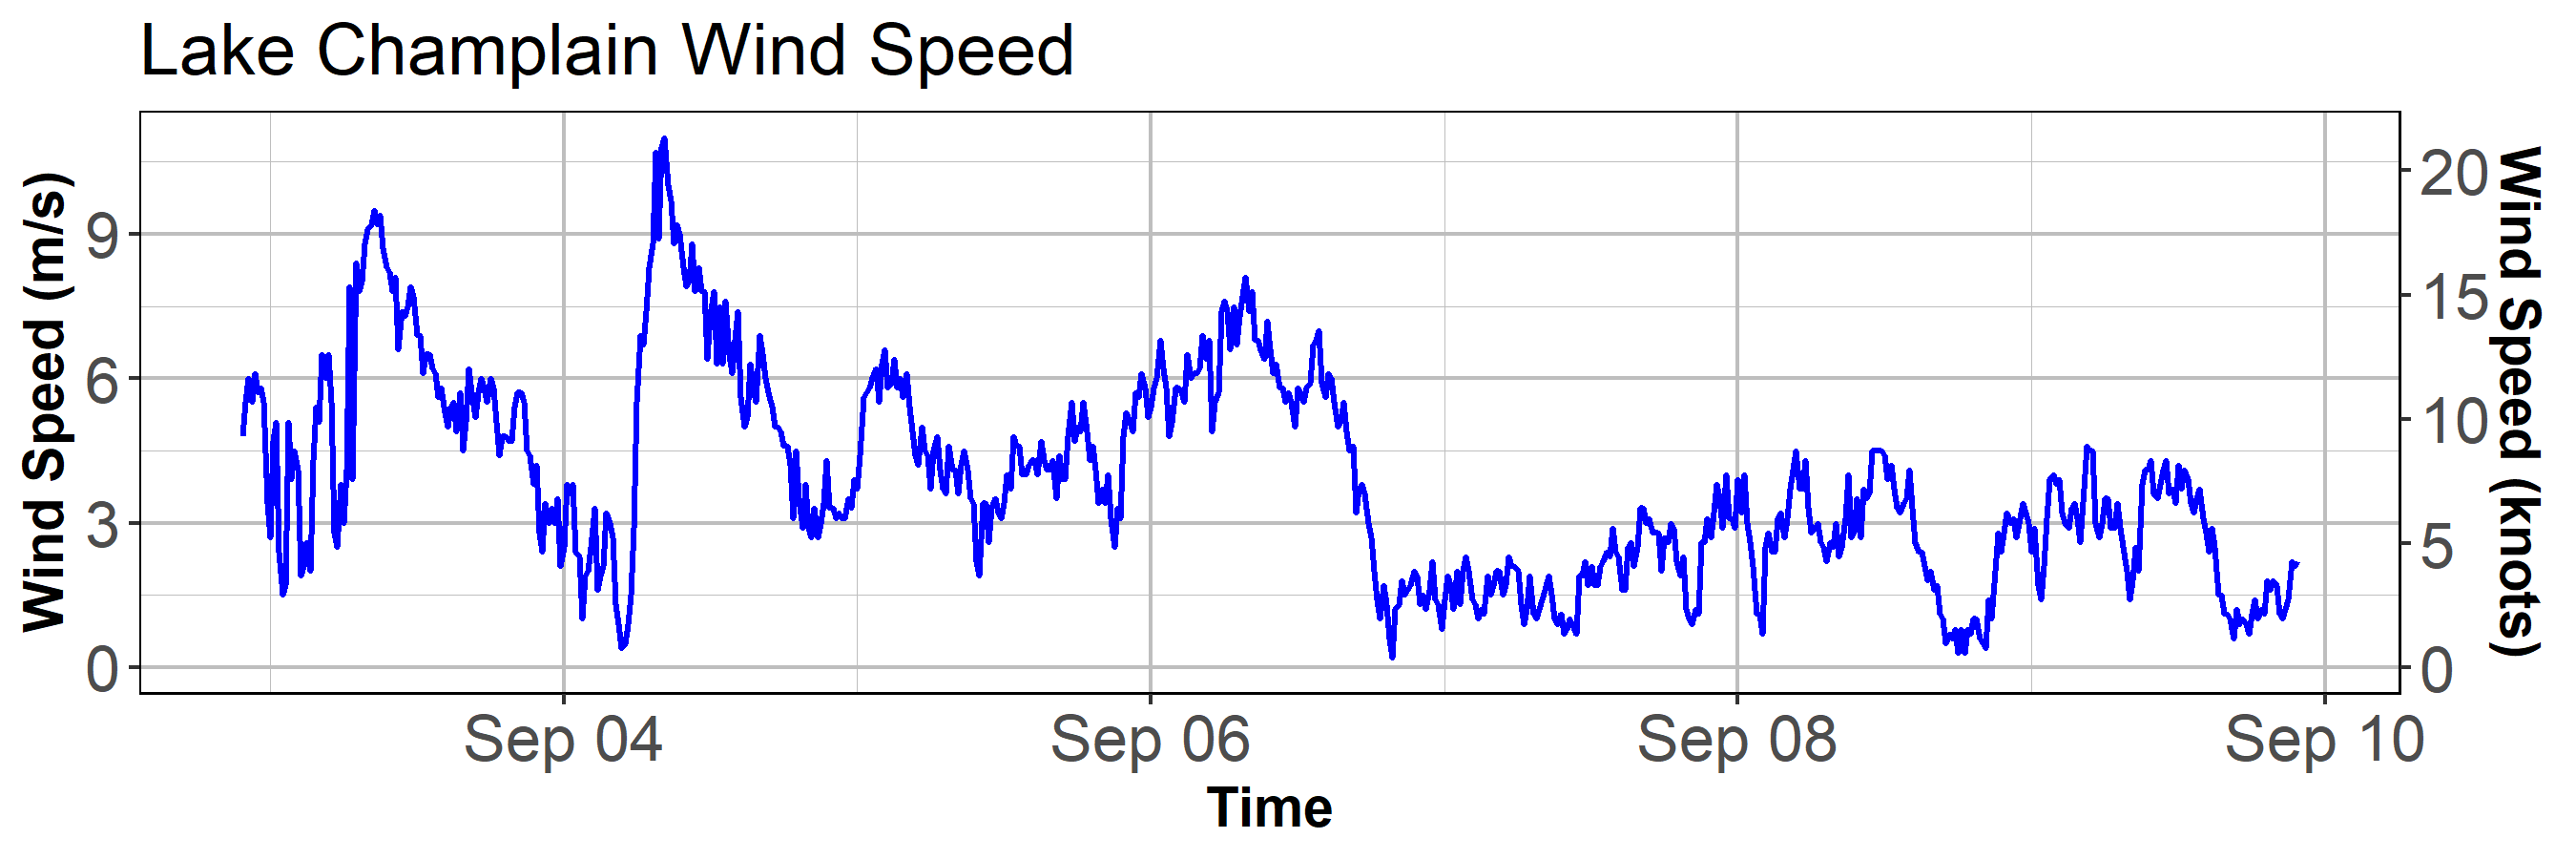 Lake Champlain Wind Speed
Wind Speed (m/s)
9
6
3
0
20
15
10
5
0
Wind Speed (knots)
Sep 04
Sep 06
Sep 08
Sep 10
Time